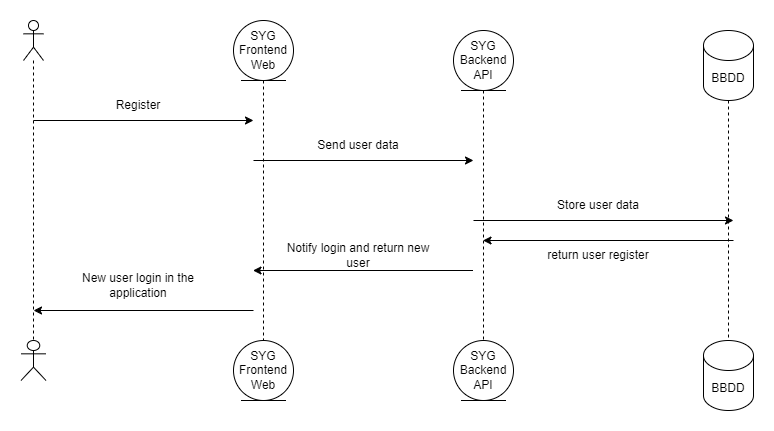 SYG
Frontend
Web
SYG
Backend
API
BBDD
Register
Send user data
Store user data
return user register
Notify login and return new
user
New user login in the
application
SYG
Frontend
Web
SYG
Backend
API
BBDD